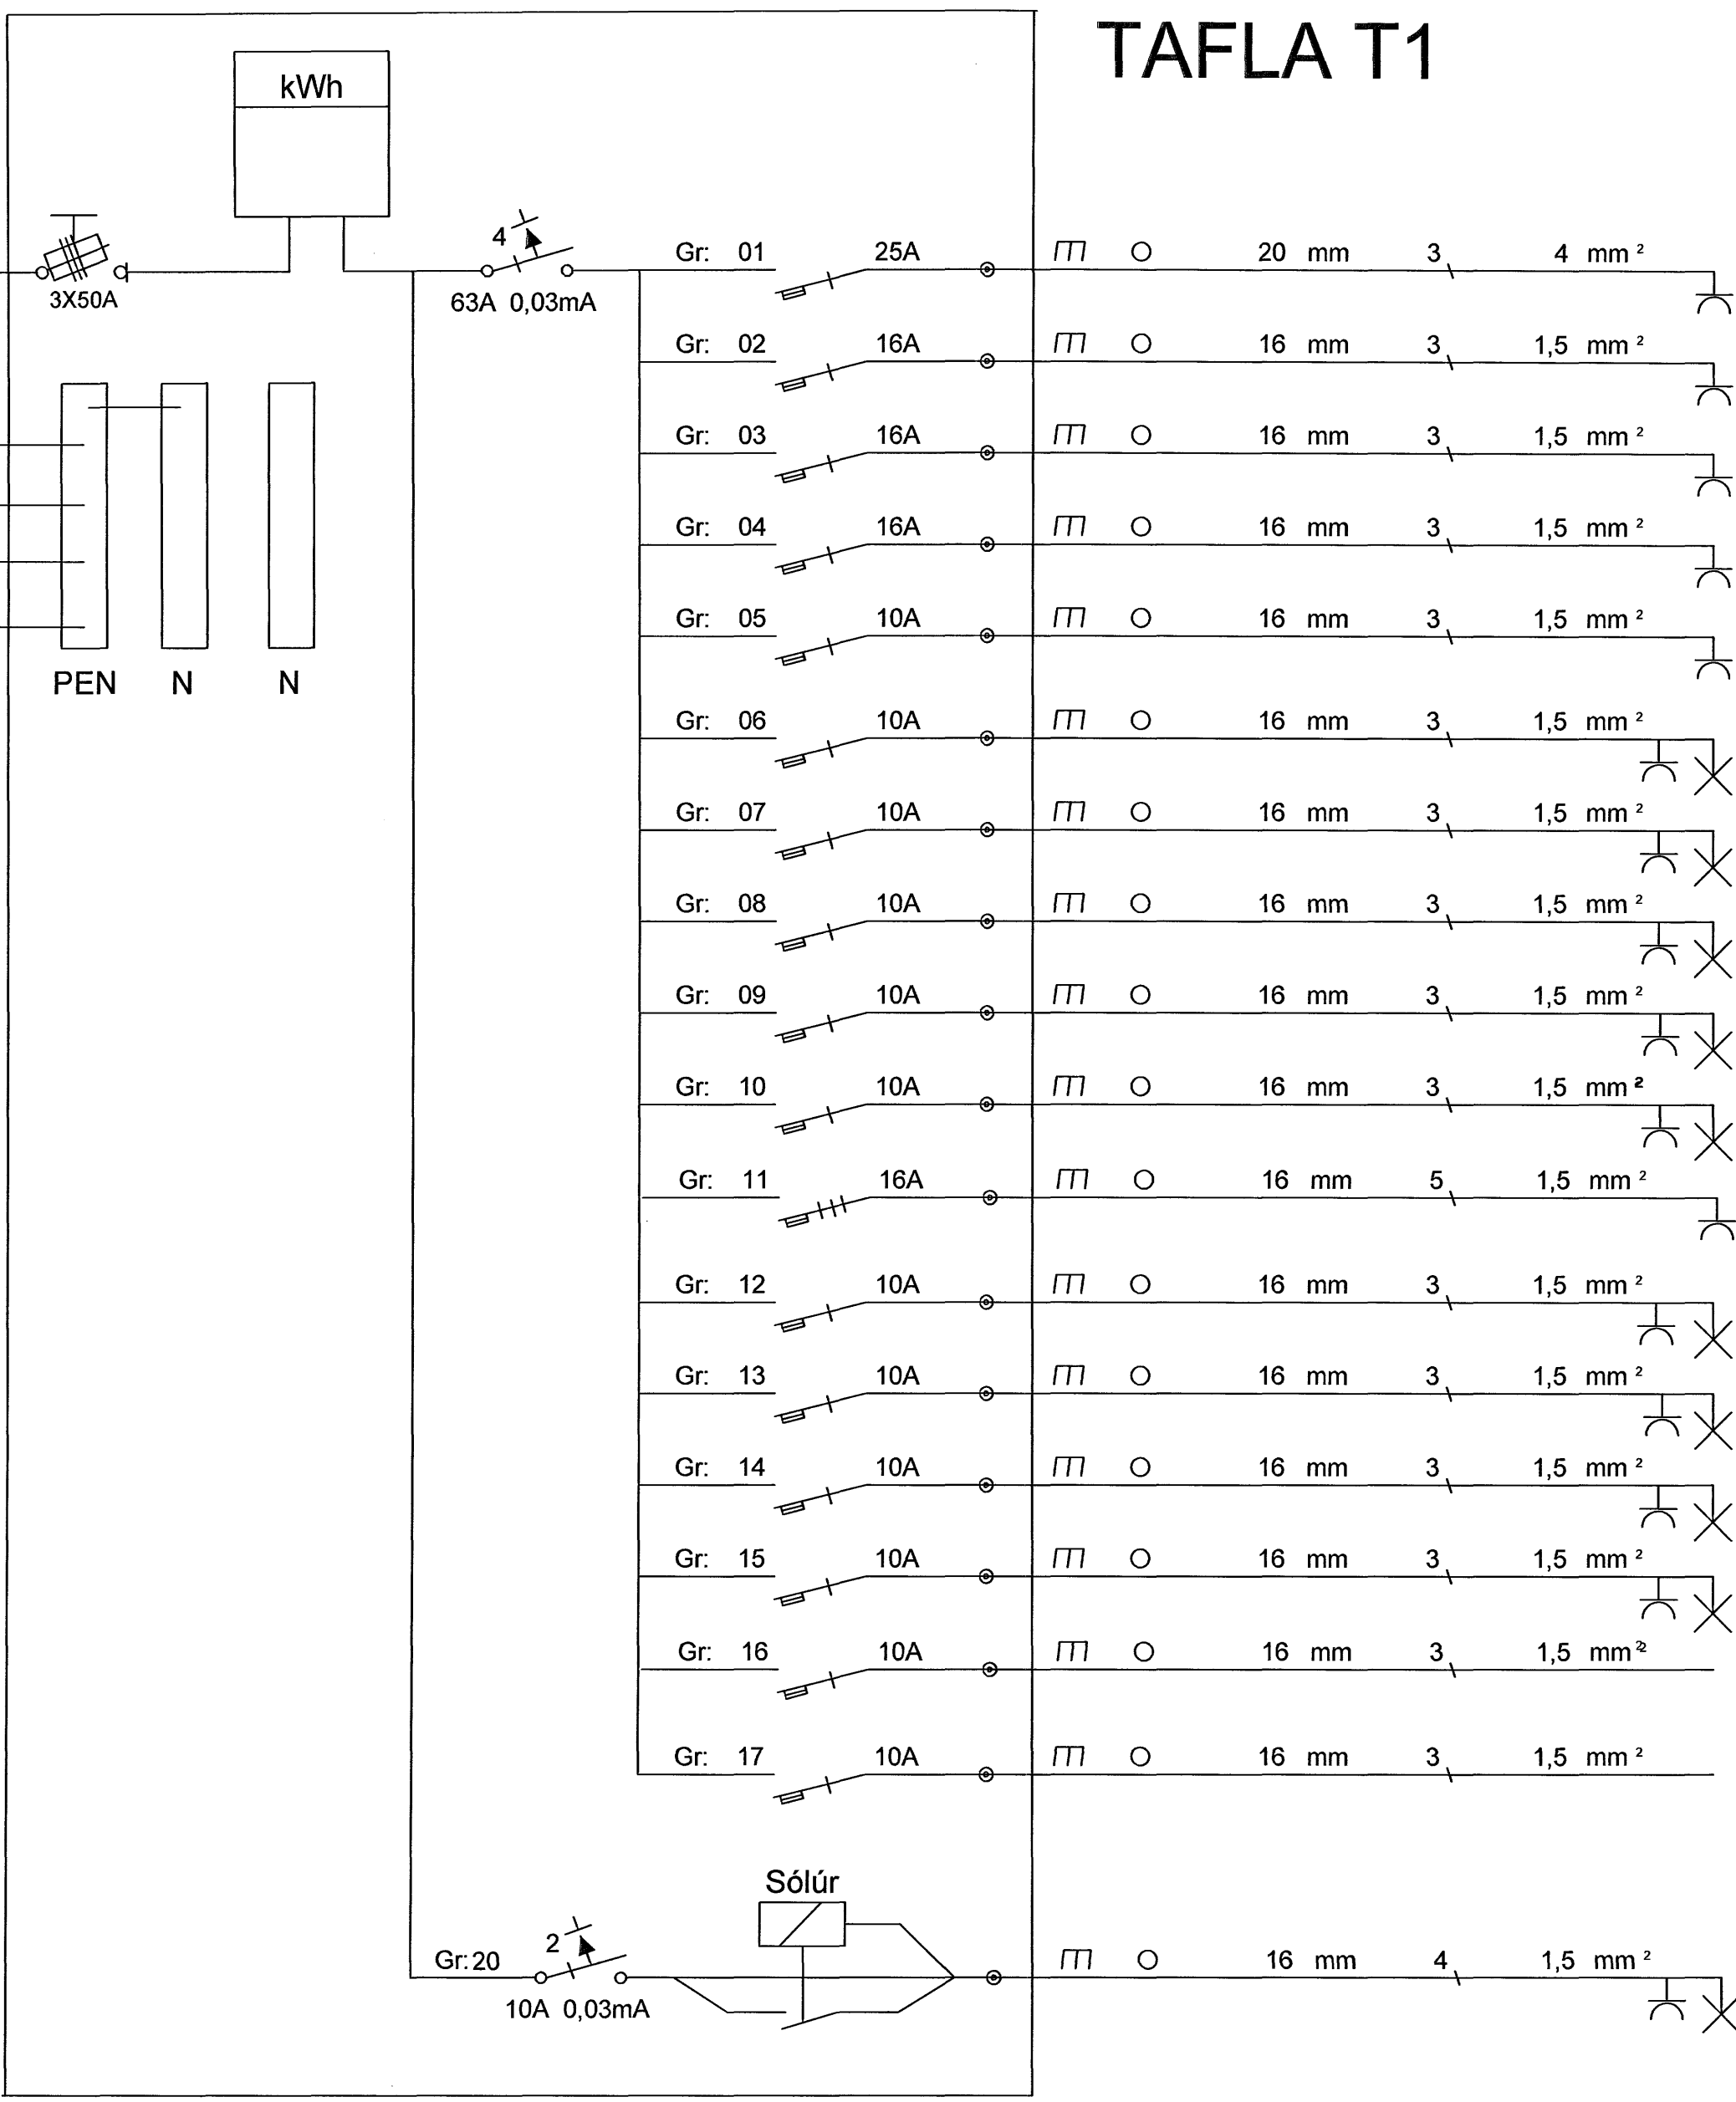 TAFLA T1
kWh
3X50A
4
63A 0,03mA
PEN N N
Gr: 01 25A 20 mm 3 4 mm ²
Gr: 02 16A 16 mm 3 1,5 mm ²
Gr: 03 16A 16 mm 3 1,5 mm ²
Gr: 04 16A 16 mm 3 1,5 mm ²
Gr: 05 10A 16 mm 3 1,5 mm ²
Gr: 06 10A 16 mm 3 1,5 mm ²
Gr: 07 10A 16 mm 3 1,5 mm ²
Gr: 08 10A 16 mm 3 1,5 mm ²
Gr: 09 10A 16 mm 3 1,5 mm ²
Gr: 10 10A 16 mm 3 1,5 mm ²
Gr: 11 16A 16 mm 5 1,5 mm ²
Gr: 12 10A 16 mm 3 1,5 mm ²
Gr: 13 10A 16 mm 3 1,5 mm ²
Gr: 14 10A 16 mm 3 1,5 mm ²
Gr: 15 10A 16 mm 3 1,5 mm ²
Gr: 16 10A 16 mm 3 1,5 mm ²
Gr: 17 10A 16 mm 3 1,5 mm ²
Sólúr
Gr: 20 2 16 mm 4 1,5 mm ²
10A 0,03mA